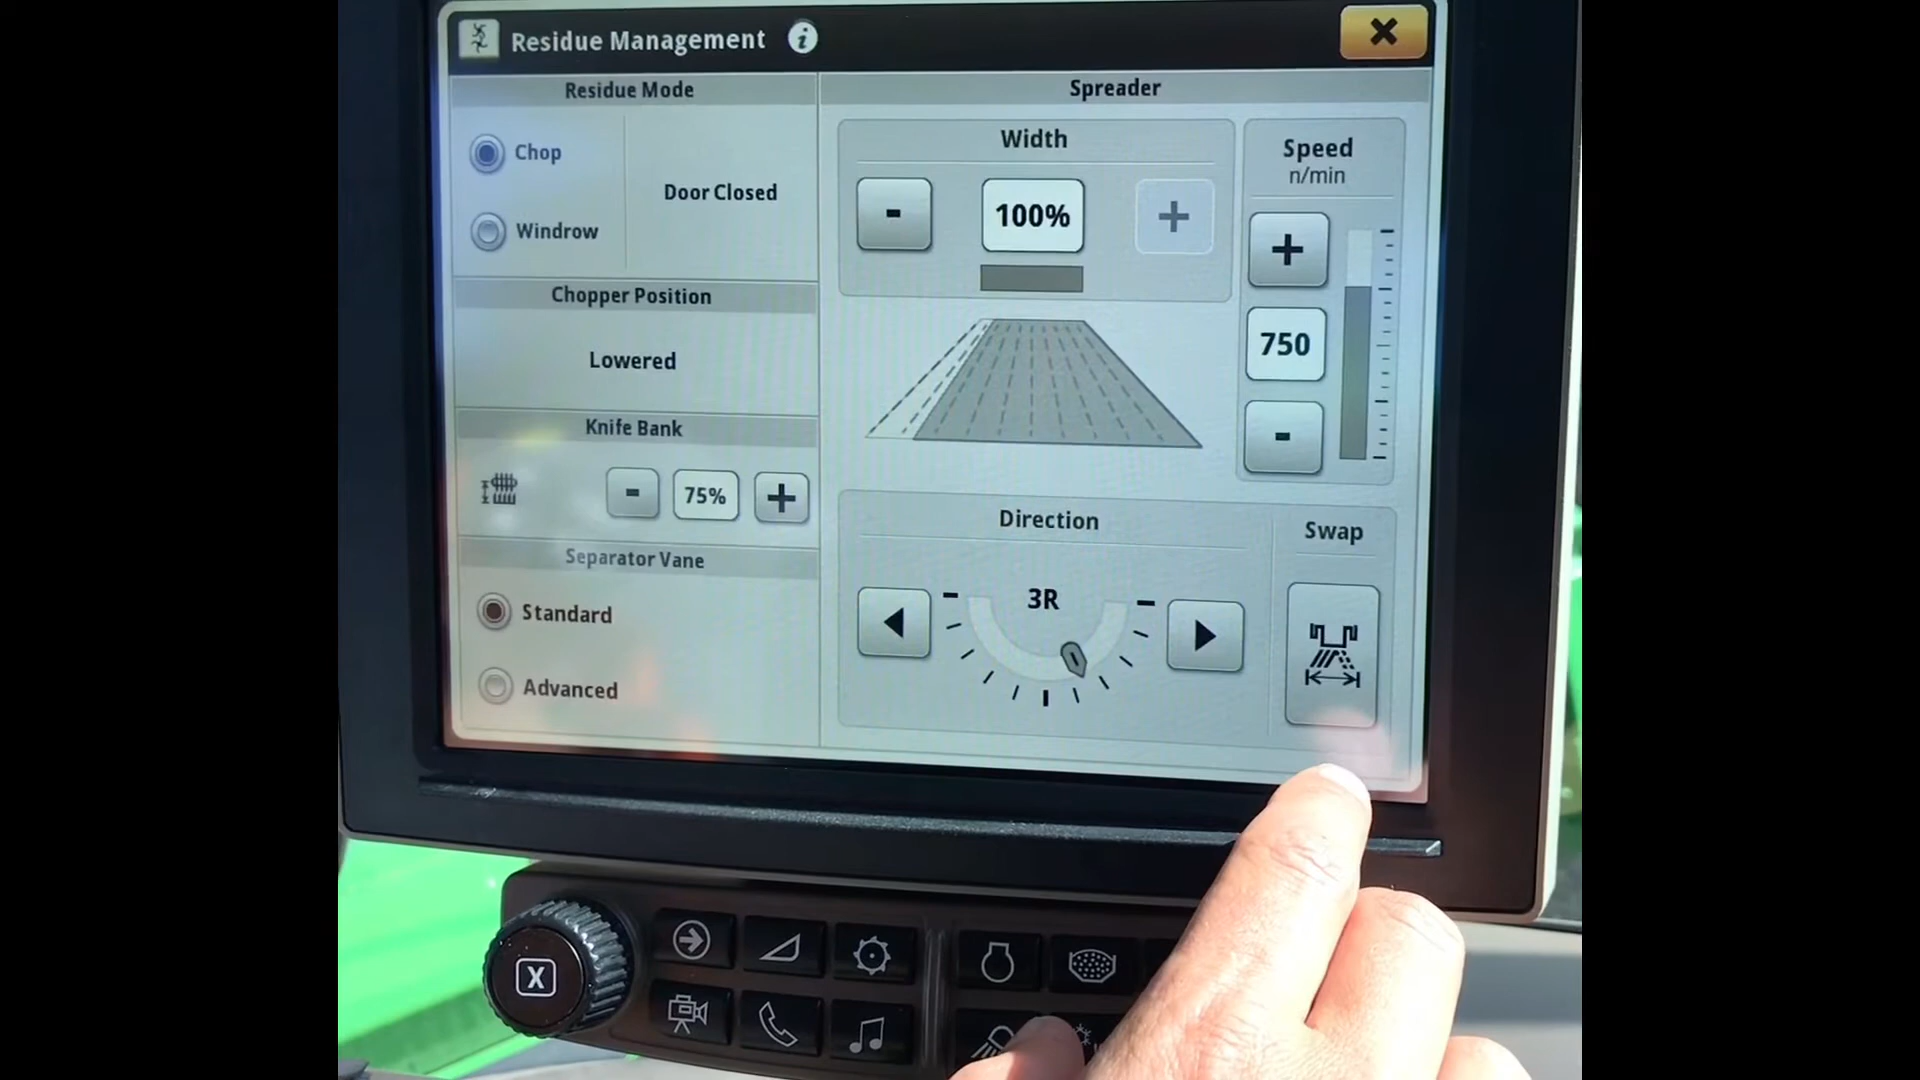 Residue Management i
X
Residue Mode
Chop
Windrow
Door Closed
Chopper Position
Lowered
Knife Bank
- 75% +
Separator Vane
Standard
Advanced
Spreader
Width
- 100% +
Speed
n/min
+
750
-
Direction
3R
Swap
X